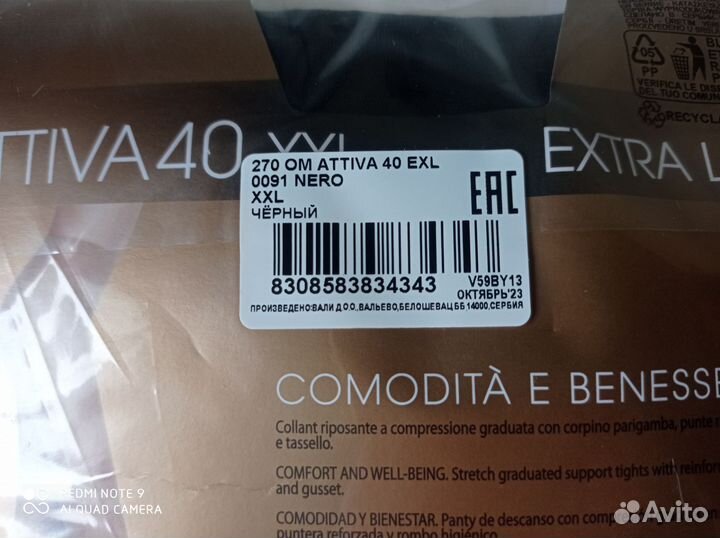 05
PP
VERIFICA LE DIS
DEL TUO COMUN
RECYCLA
TTIVA 40 XXL
EXTRA L
270 OM ATTIVA 40 EXL
0091 NERO
XXL
ЧЁРНЫЙ
EAC
8308583834343
V59BY13
ОКТЯБРЬ'23
ПРОИЗВЕДЕНО:ВАЛИ Д.О.О.,ВАЛЬЕВО,БЕЛОШЕВАЦ ББ 14000,СЕРБИЯ
COMODITÀ E BENESSE
Collant riposante a compressione graduata con corpino parigamba, punte
e tassello.
COMFORT AND WELL-BEING. Stretch graduated support tights with reinfor
and gusset.
COMODIDAD Y BIENESTAR. Panty de descanso con compre
puntera reforzada y rombo higiénico.
REDMI NOTE 9
AI QUAD CAMERA
Avito